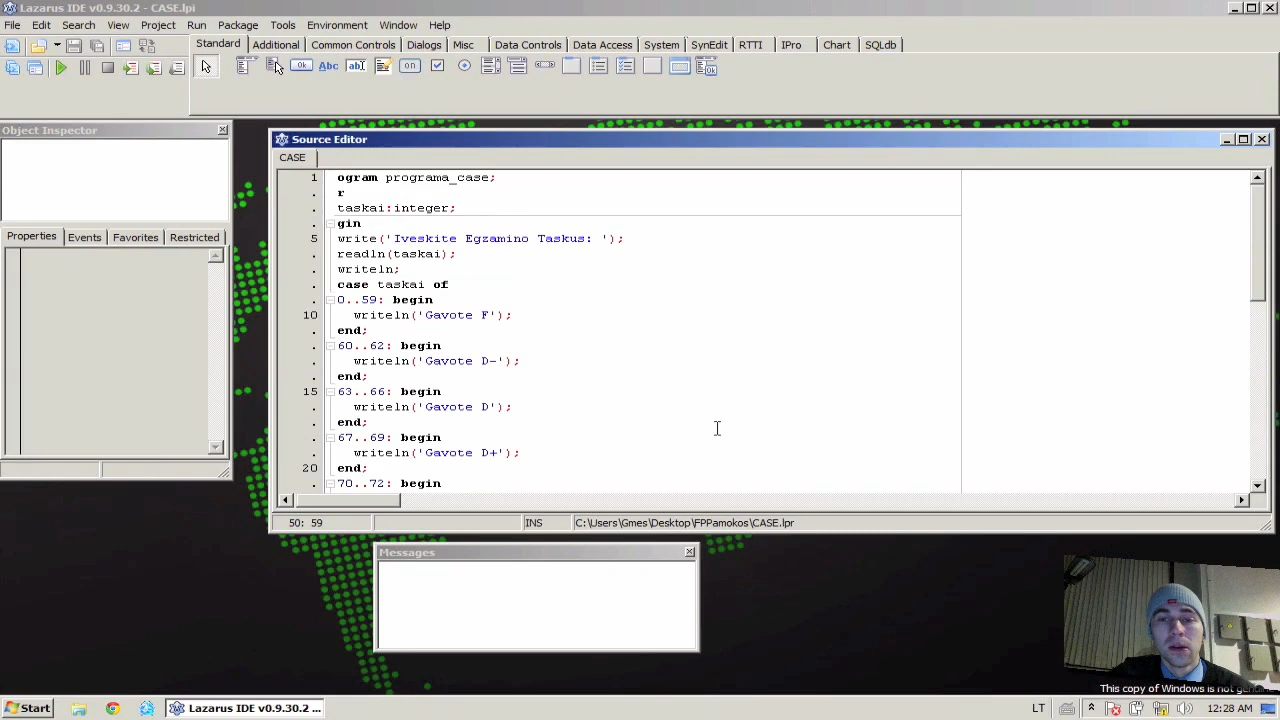 Lazarus IDE v0.9.30.2 - CASE.lpi
File Edit Search View Project Run Package Tools Environment Window Help
Standard Additional Common Controls Dialogs Misc Data Controls Data Access System SynEdit RTTI IPro Chart SQLdb
Ok Abc ab on Ok
Object Inspector
Properties Events Favorites Restricted
Source Editor
CASE
1 ogram programa_case;
. r
. taskai:integer;
. gin
5 write('Iveskite Egzamino Taskus: ');
. readln(taskai);
. writeln;
. case taskai of
. 0..59: begin
10 writeln('Gavote F');
. end;
. 60..62: begin
. writeln('Gavote D-');
. end;
15 63..66: begin
. writeln('Gavote D');
. end;
. 67..69: begin
. writeln('Gavote D+');
20 end;
. 70..72: begin
50: 59 INS C:\Users\Gmes\Desktop\FPPamokos\CASE.lpr
Messages
This copy of Windows is not genuine
Start Lazarus IDE v0.9.30.2 ... LT 12:28 AM